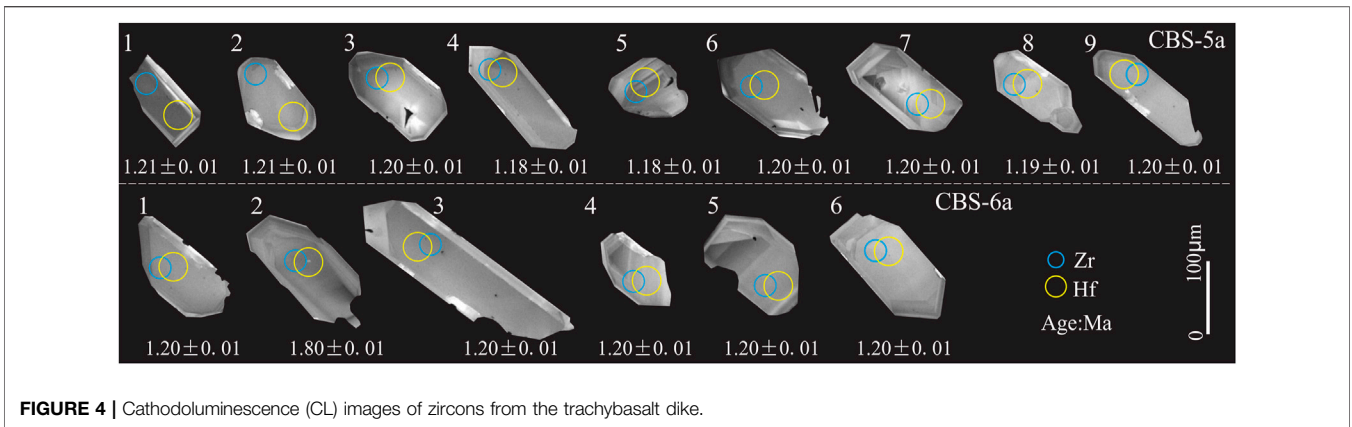 1 2 3 4 5 6 7 8 9 CBS-5a
1.21±0.01 1.21±0.01 1.20±0.01 1.18±0.01 1.18±0.01 1.20±0.01 1.20±0.01 1.19±0.01 1.20±0.01
1 2 3 4 5 6 CBS-6a
Zr
Hf
Age:Ma
100μm
0
1.20±0.01 1.80±0.01 1.20±0.01 1.20±0.01 1.20±0.01 1.20±0.01
FIGURE 4 | Cathodoluminescence (CL) images of zircons from the trachybasalt dike.